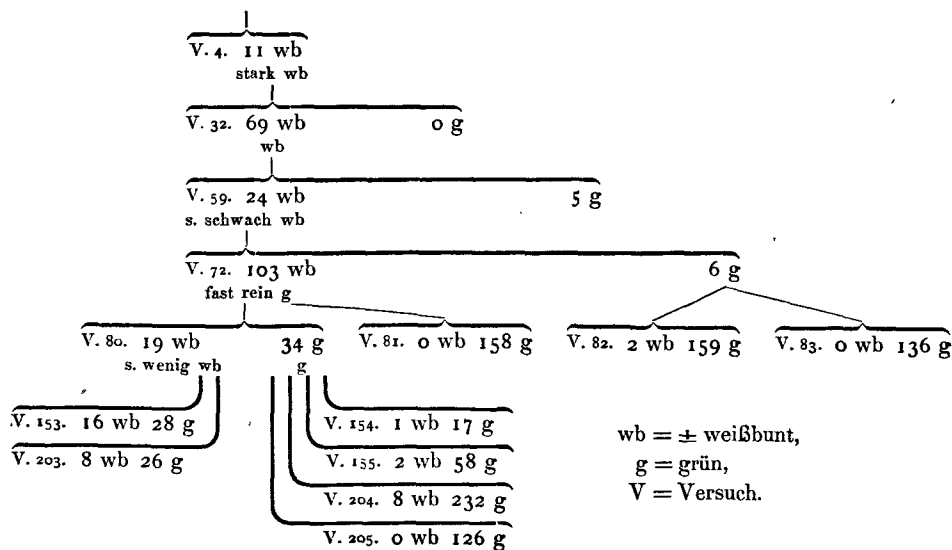 V. 4. 11 wb
stark wb
V. 32. 69 wb 0 g
wb
V. 59. 24 wb 5 g
s. schwach wb
V. 72. 103 wb 6 g
fast rein g
V. 80. 19 wb 34 g V. 81. 0 wb 158 g V. 82. 2 wb 159 g V. 83. 0 wb 136 g
s. wenig wb g
V. 153. 16 wb 28 g V. 154. 1 wb 17 g
V. 203. 8 wb 26 g V. 155. 2 wb 58 g
V. 204. 8 wb 232 g
V. 205. 0 wb 126 g
wb = ± weißbunt,
g = grün,
V = Versuch.